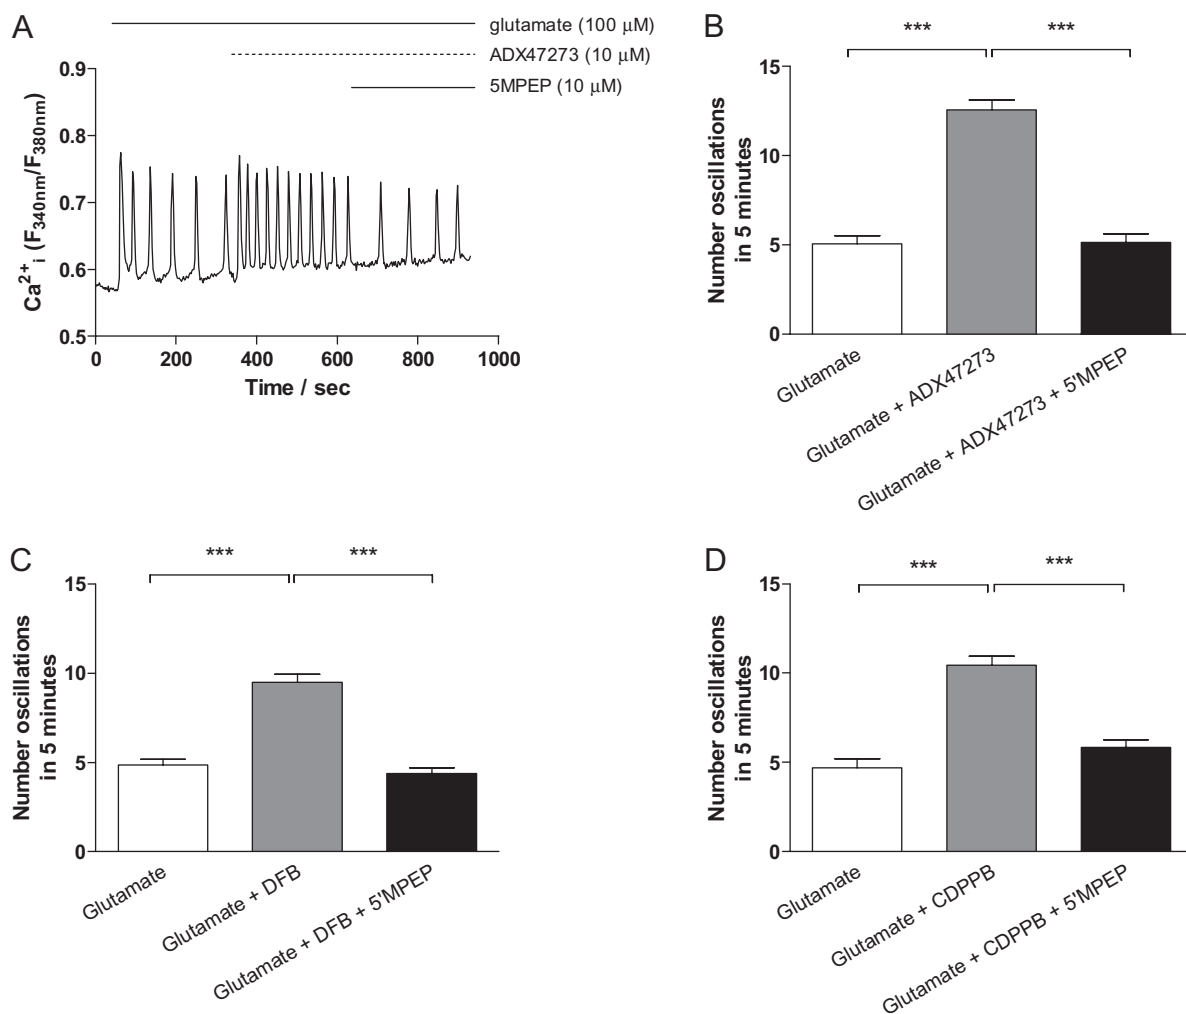 A
glutamate (100 μM)
ADX47273 (10 μM)
5MPEP (10 μM)
Ca²⁺ᵢ (F340nm/F380nm)
0.9
0.8
0.7
0.6
0.5
0 200 400 600 800 1000
Time / sec
B
*** ***
Number oscillations
in 5 minutes
15
10
5
0
Glutamate
Glutamate + ADX47273
Glutamate + ADX47273 + 5'MPEP
C
*** ***
Number oscillations
in 5 minutes
15
10
5
0
Glutamate
Glutamate + DFB
Glutamate + DFB + 5'MPEP
D
*** ***
Number oscillations
in 5 minutes
15
10
5
0
Glutamate
Glutamate + CDPPB
Glutamate + CDPPB + 5'MPEP